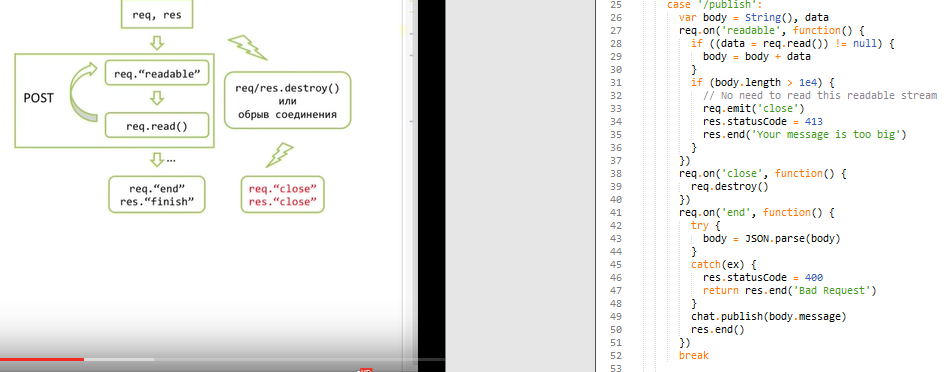 req, res
req.“readable”
POST
req.read()
req/res.destroy()
или
обрыв соединения
...
req.“end”
res.“finish”
req.“close”
res.“close”
25 case '/publish':
26 var body = String(), data
27 req.on('readable', function() {
28 if ((data = req.read()) != null) {
29 body = body + data
30 }
31 if (body.length > 1e4) {
32 // No need to read this readable stream
33 req.emit('close')
34 res.statusCode = 413
35 res.end('Your message is too big')
36 }
37 })
38 req.on('close', function() {
39 req.destroy()
40 })
41 req.on('end', function() {
42 try {
43 body = JSON.parse(body)
44 }
45 catch(ex) {
46 res.statusCode = 400
47 return res.end('Bad Request')
48 }
49 chat.publish(body.message)
50 res.end()
51 })
52 break
53